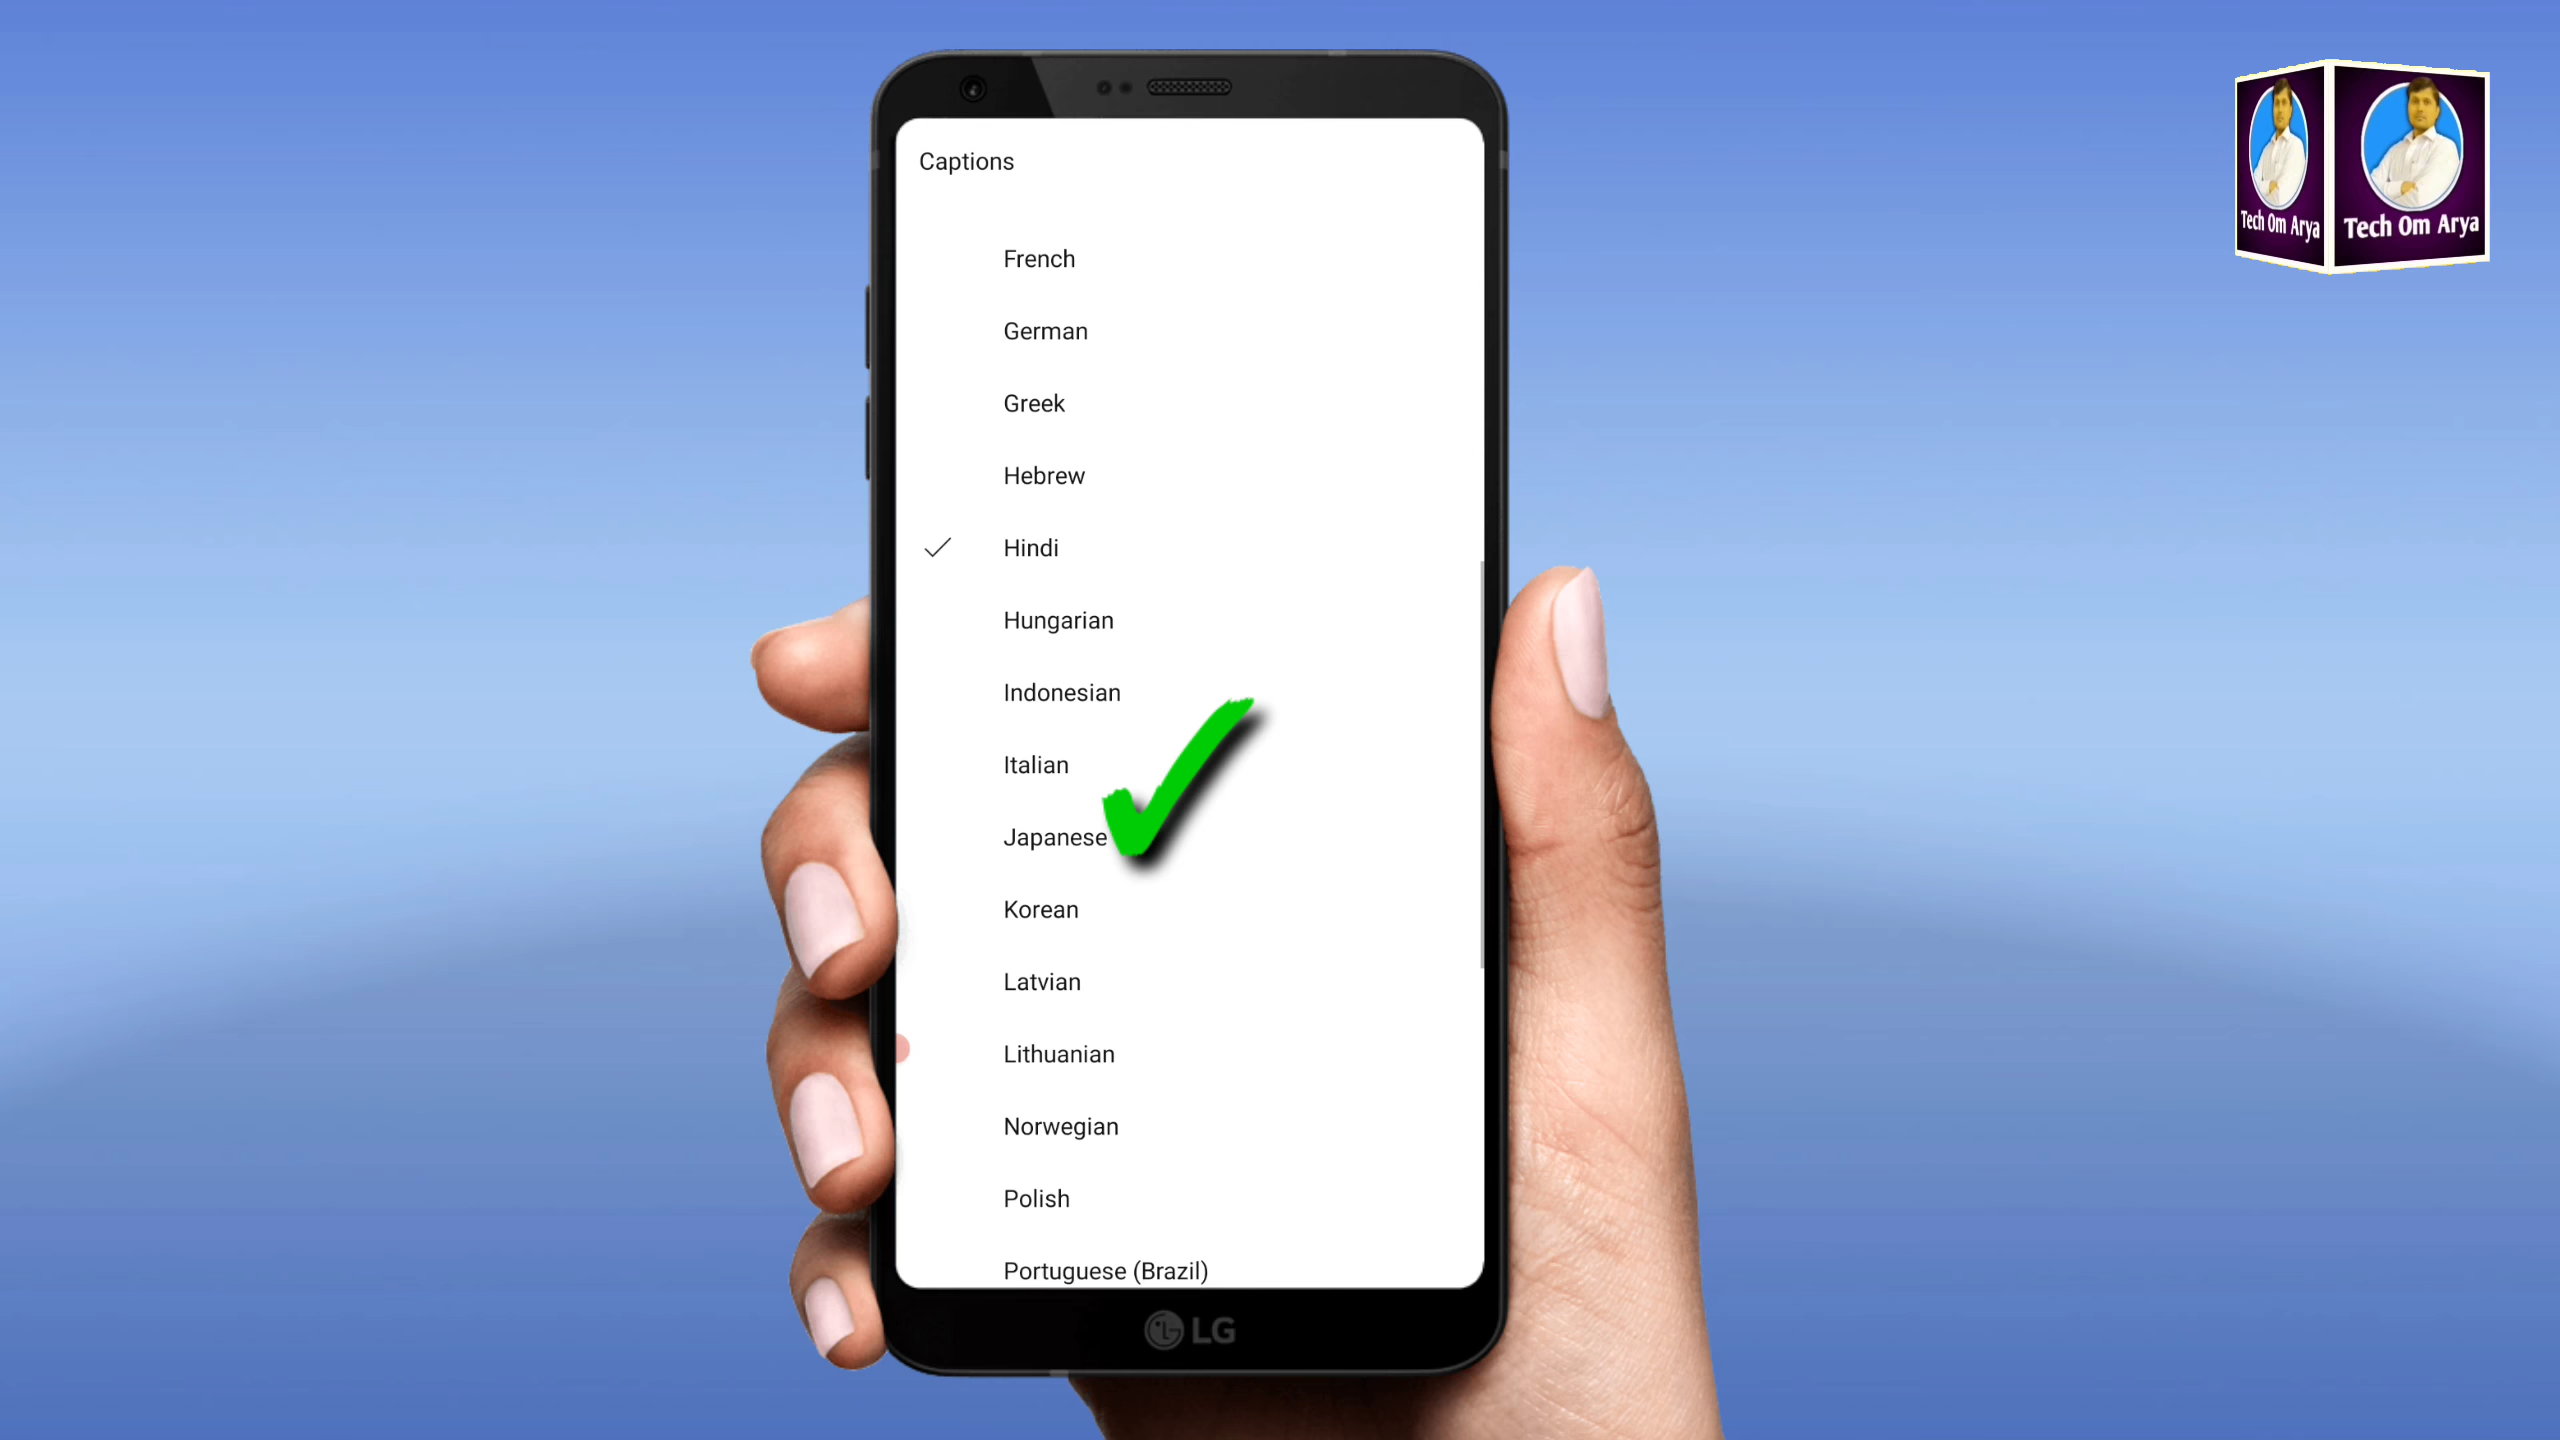 Captions
French
German
Greek
Hebrew
Hindi
Hungarian
Indonesian
Italian
Japanese
Korean
Latvian
Lithuanian
Norwegian
Polish
Portuguese (Brazil)
LG
Tech Om Arya
Tech Om Arya